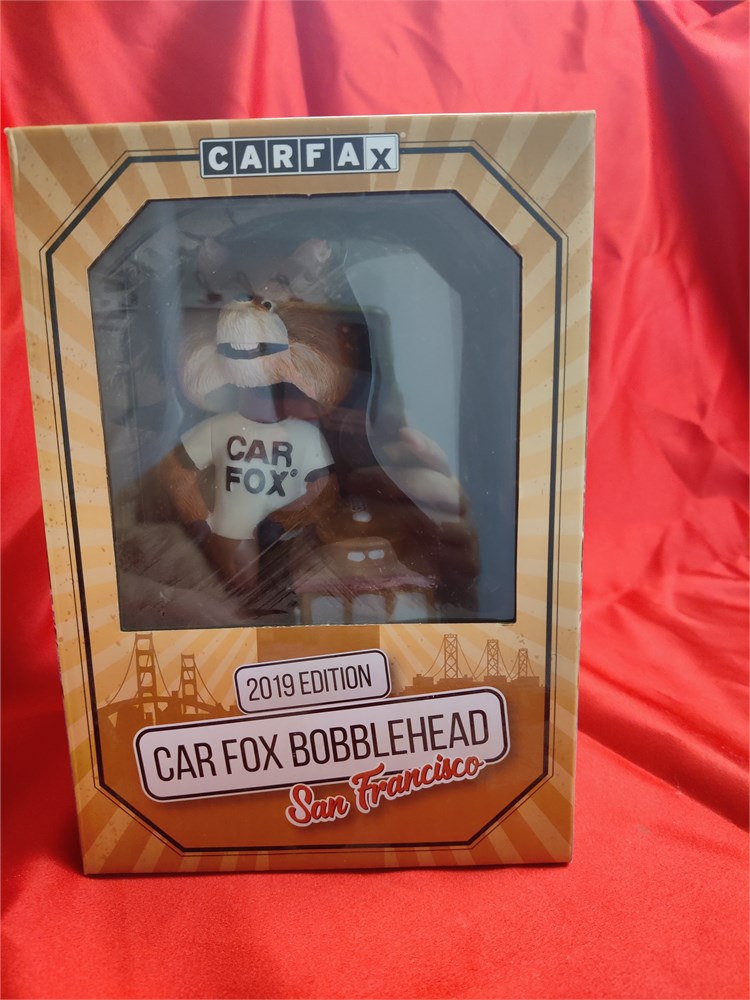 CARFAX
CAR
FOX®
2019 EDITION
CAR FOX BOBBLEHEAD
San Francisco